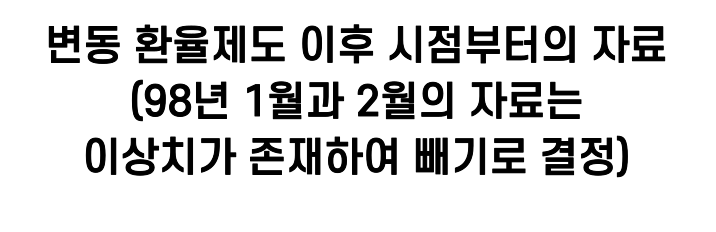 변동 환율제도 이후 시점부터의 자료
(98년 1월과 2월의 자료는
이상치가 존재하여 빼기로 결정)